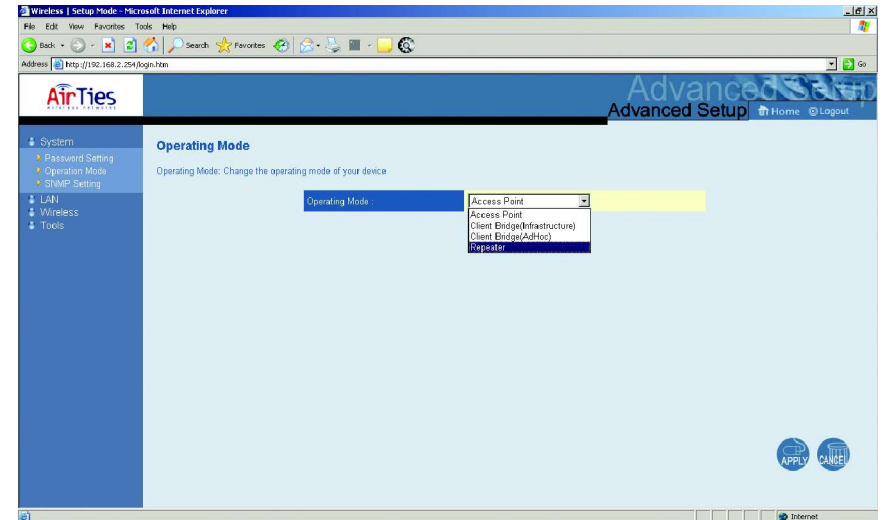 Wireless | Setup Mode - Microsoft Internet Explorer
File Edit View Favorites Tools Help
Back Search Favorites
Address http://192.168.2.254/login.htm Go
AirTies
wireless networks
Advanced Setup
Advanced Setup Home Logout
System
Password Setting
Operation Mode
SNMP Setting
LAN
Wireless
Tools
Operating Mode
Operating Mode: Change the operating mode of your device
Operating Mode : Access Point
Access Point
Client Bridge(Infrastructure)
Client Bridge(AdHoc)
Repeater
APPLY CANCEL
Internet